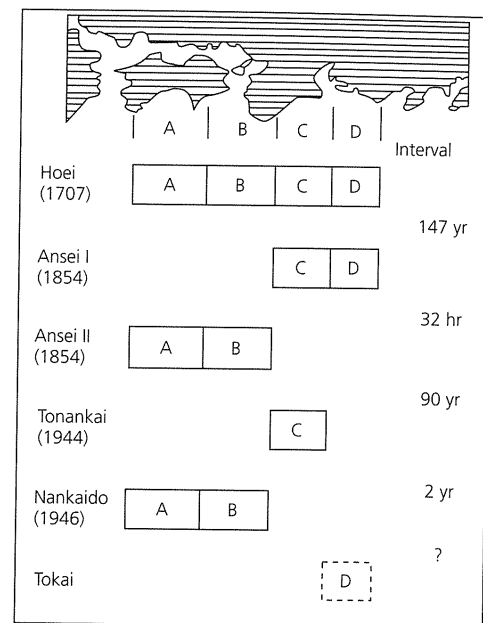 A B C D
Interval
Hoei
(1707)
A B C D
147 yr
Ansei I
(1854)
C D
32 hr
Ansei II
(1854)
A B
90 yr
Tonankai
(1944)
C
2 yr
Nankaido
(1946)
A B
?
Tokai
D